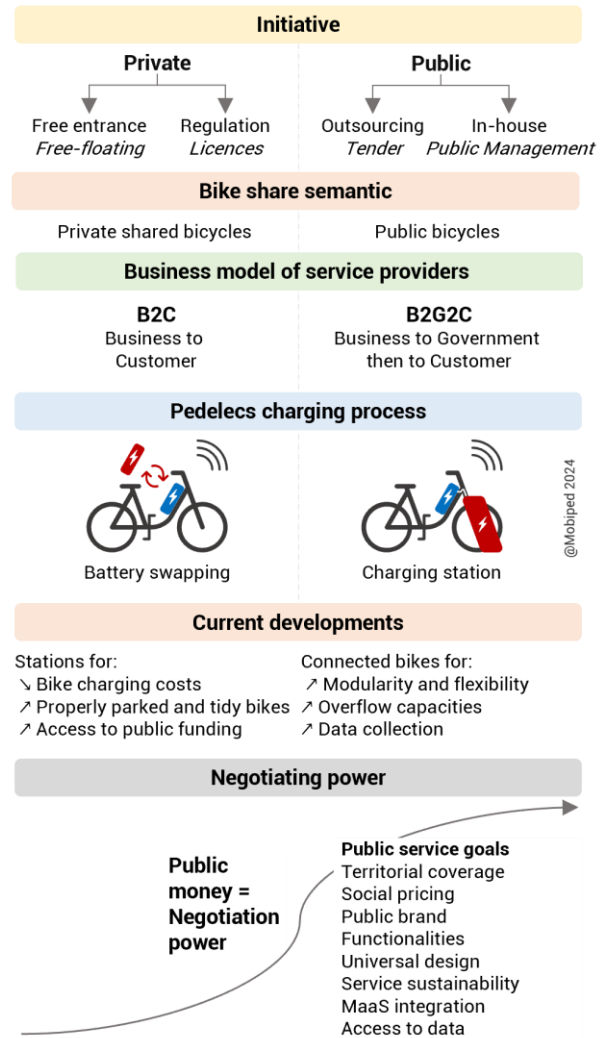 Initiative
Private
Public
Free entrance
Free-floating
Regulation
Licences
Outsourcing
Tender
In-house
Public Management
Bike share semantic
Private shared bicycles
Public bicycles
Business model of service providers
B2C
Business to
Customer
B2G2C
Business to Government
then to Customer
Pedelecs charging process
Battery swapping
Charging station
@Mobiped 2024
Current developments
Stations for:
↘ Bike charging costs
↗ Properly parked and tidy bikes
↗ Access to public funding
Connected bikes for:
↗ Modularity and flexibility
↗ Overflow capacities
↗ Data collection
Negotiating power
Public
money =
Negotiation
power
Public service goals
Territorial coverage
Social pricing
Public brand
Functionalities
Universal design
Service sustainability
MaaS integration
Access to data